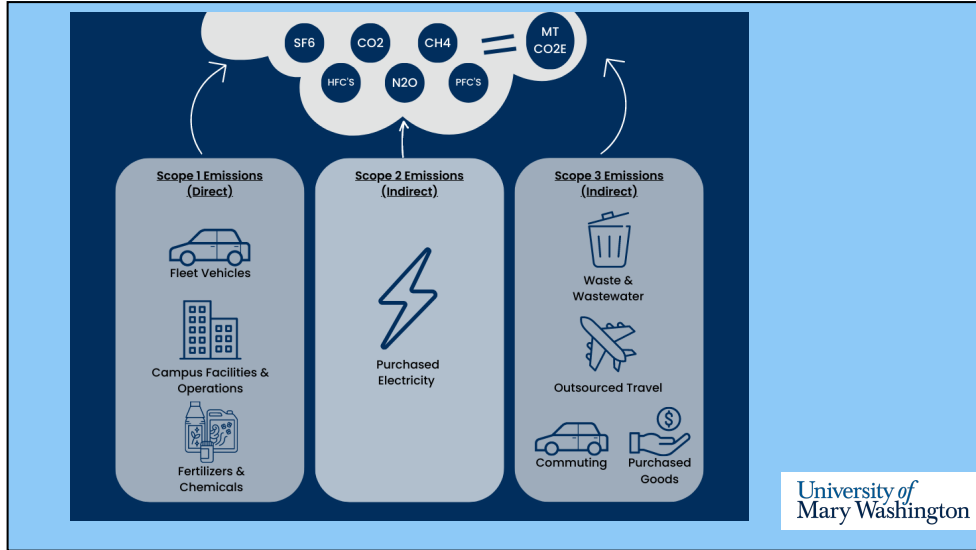 SF6
CO2
CH4
MT
CO2E
HFC'S
N2O
PFC'S
Scope 1 Emissions
(Direct)
Fleet Vehicles
Campus Facilities &
Operations
Fertilizers &
Chemicals
Scope 2 Emissions
(Indirect)
Purchased
Electricity
Scope 3 Emissions
(Indirect)
Waste &
Wastewater
Outsourced Travel
Commuting
Purchased
Goods
University of
Mary Washington